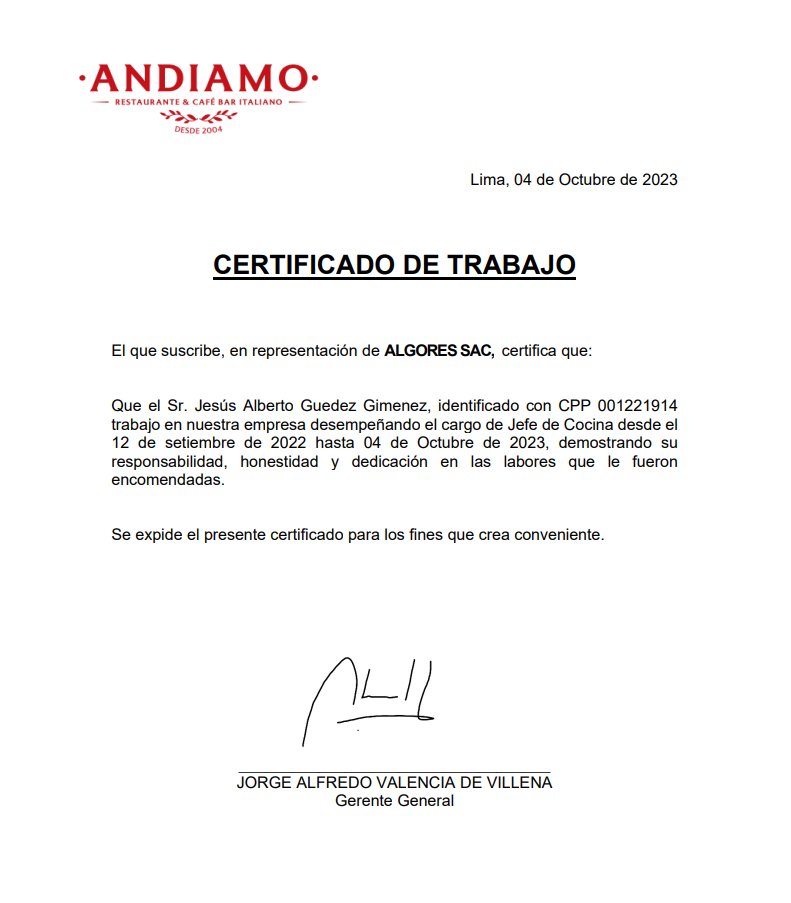 ·ANDIAMO·
RESTAURANTE & CAFÉ BAR ITALIANO
DESDE 2004
Lima, 04 de Octubre de 2023
CERTIFICADO DE TRABAJO
El que suscribe, en representación de ALGORES SAC, certifica que:
Que el Sr. Jesús Alberto Guedez Gimenez, identificado con CPP 001221914
trabajo en nuestra empresa desempeñando el cargo de Jefe de Cocina desde el
12 de setiembre de 2022 hasta 04 de Octubre de 2023, demostrando su
responsabilidad, honestidad y dedicación en las labores que le fueron
encomendadas.
Se expide el presente certificado para los fines que crea conveniente.
JORGE ALFREDO VALENCIA DE VILLENA
Gerente General